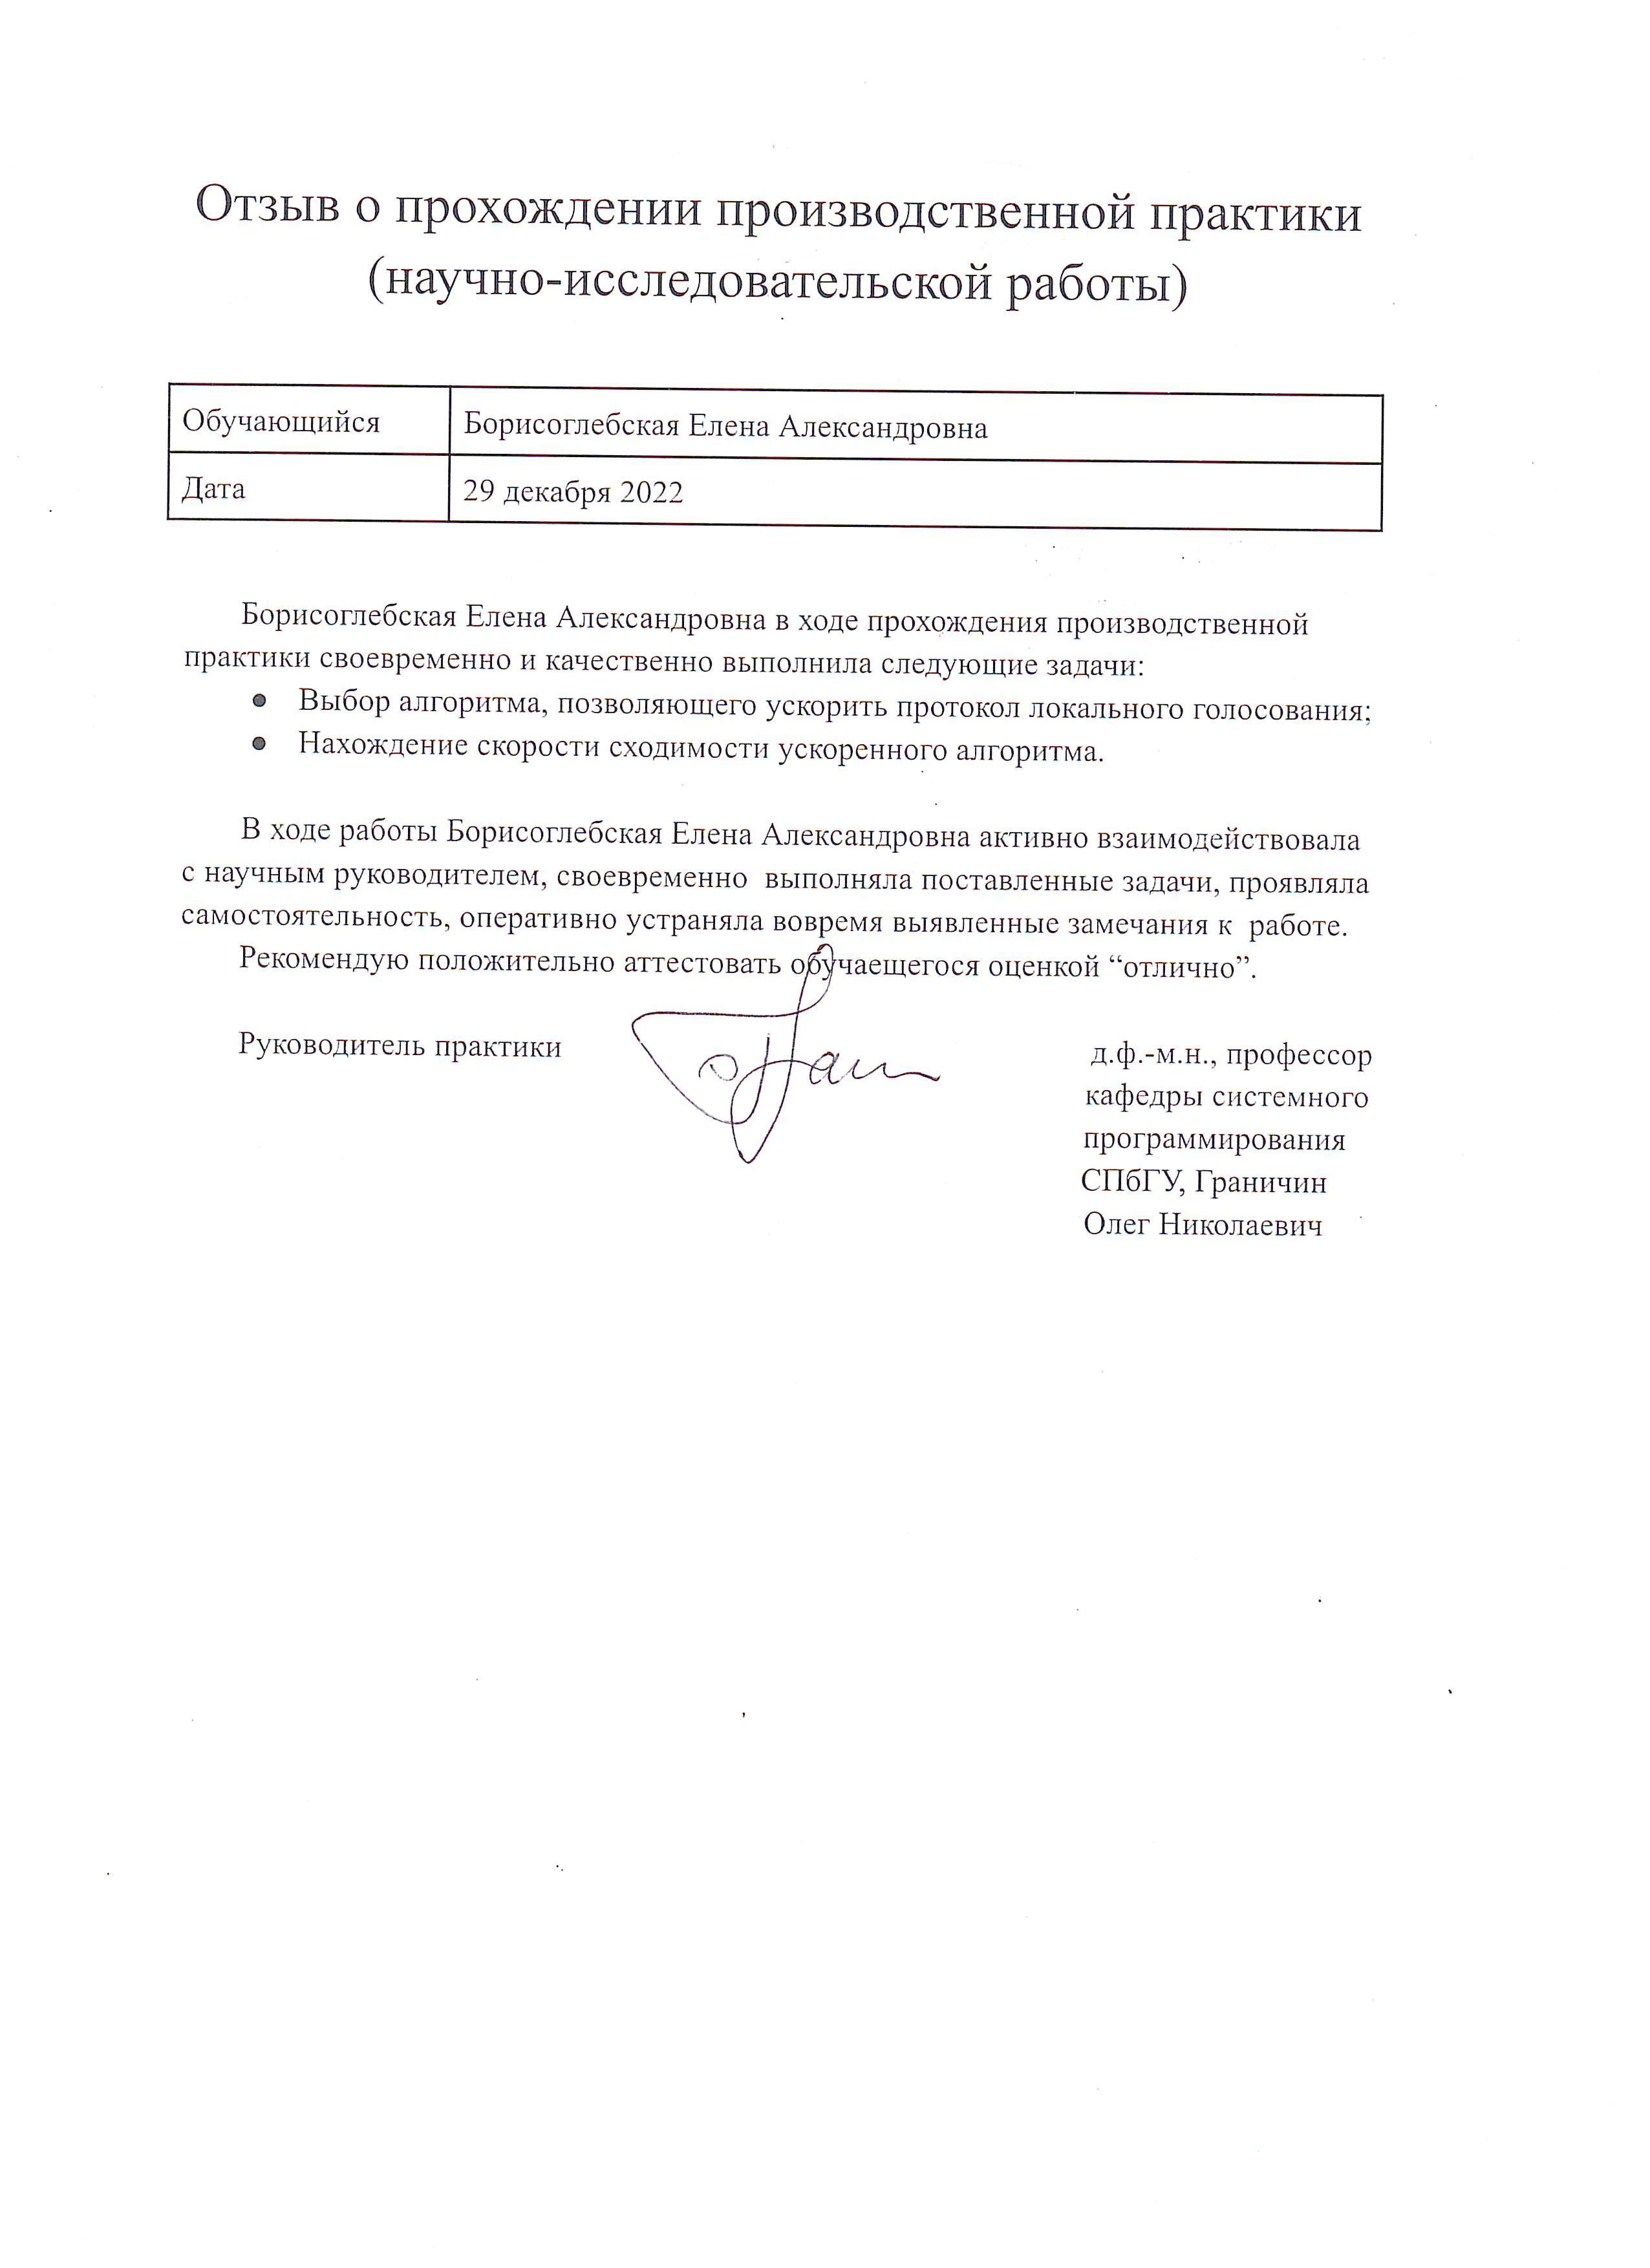 Отзыв о прохождении производственной практики
(научно-исследовательской работы)
Обучающийся Борисоглебская Елена Александровна
Дата 29 декабря 2022
Борисоглебская Елена Александровна в ходе прохождения производственной
практики своевременно и качественно выполнила следующие задачи:
● Выбор алгоритма, позволяющего ускорить протокол локального голосования;
● Нахождение скорости сходимости ускоренного алгоритма.
В ходе работы Борисоглебская Елена Александровна активно взаимодействовала
с научным руководителем, своевременно выполняла поставленные задачи, проявляла
самостоятельность, оперативно устраняла вовремя выявленные замечания к работе.
Рекомендую положительно аттестовать обучаещегося оценкой “отлично”.
Руководитель практики
д.ф.-м.н., профессор
кафедры системного
программирования
СПбГУ, Граничин
Олег Николаевич